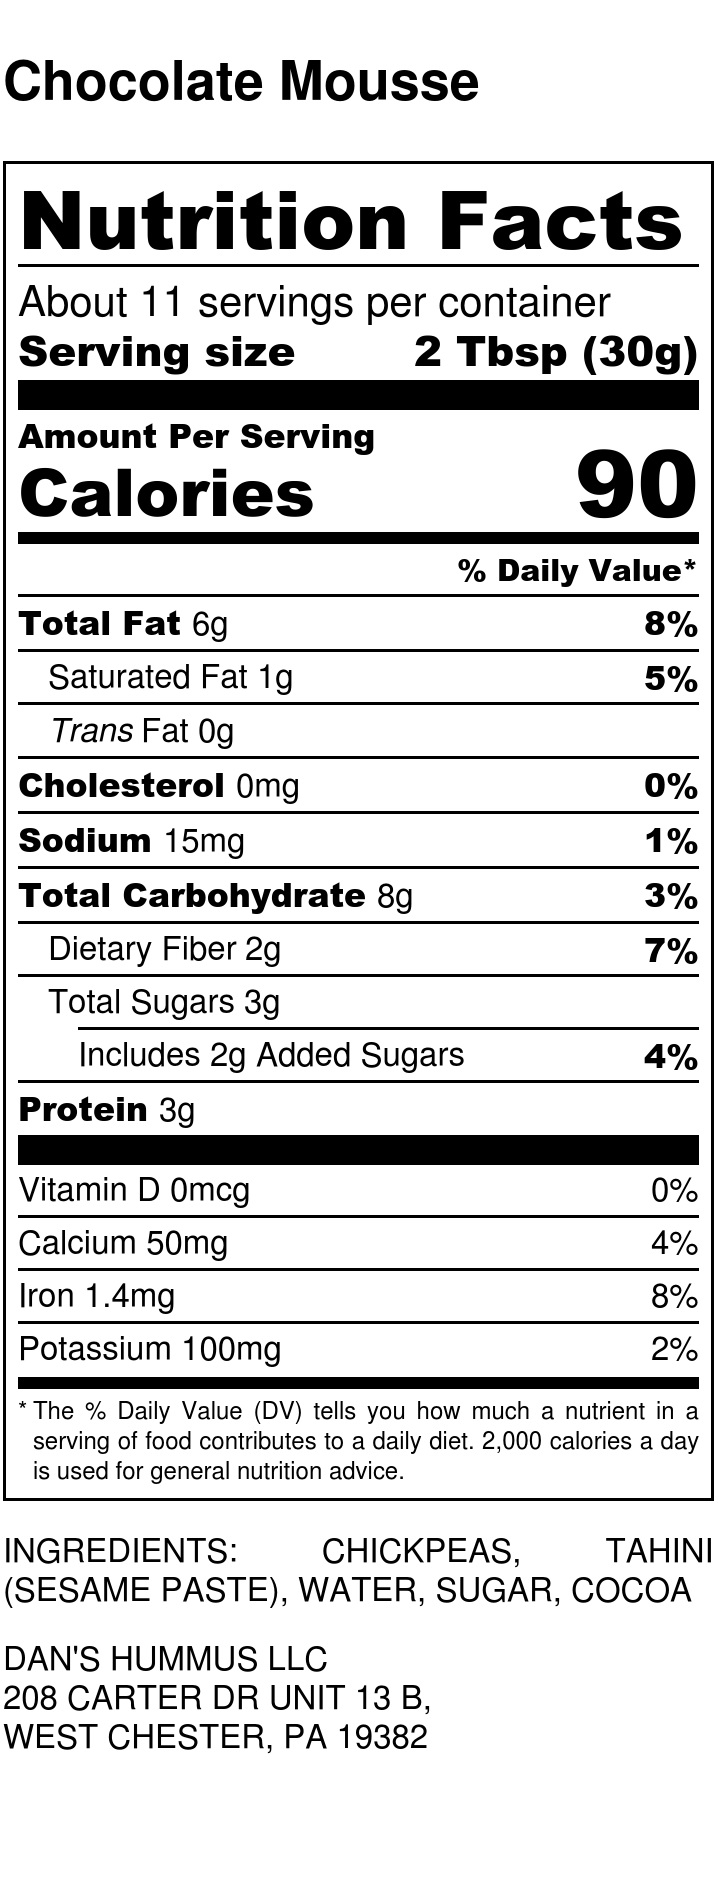 Chocolate Mousse
Nutrition Facts
About 11 servings per container
Serving size 2 Tbsp (30g)
Amount Per Serving
Calories 90
% Daily Value*
Total Fat 6g 8%
Saturated Fat 1g 5%
Trans Fat 0g
Cholesterol 0mg 0%
Sodium 15mg 1%
Total Carbohydrate 8g 3%
Dietary Fiber 2g 7%
Total Sugars 3g
Includes 2g Added Sugars 4%
Protein 3g
Vitamin D 0mcg 0%
Calcium 50mg 4%
Iron 1.4mg 8%
Potassium 100mg 2%
* The % Daily Value (DV) tells you how much a nutrient in a
serving of food contributes to a daily diet. 2,000 calories a day
is used for general nutrition advice.
INGREDIENTS: CHICKPEAS, TAHINI
(SESAME PASTE), WATER, SUGAR, COCOA
DAN'S HUMMUS LLC
208 CARTER DR UNIT 13 B,
WEST CHESTER, PA 19382